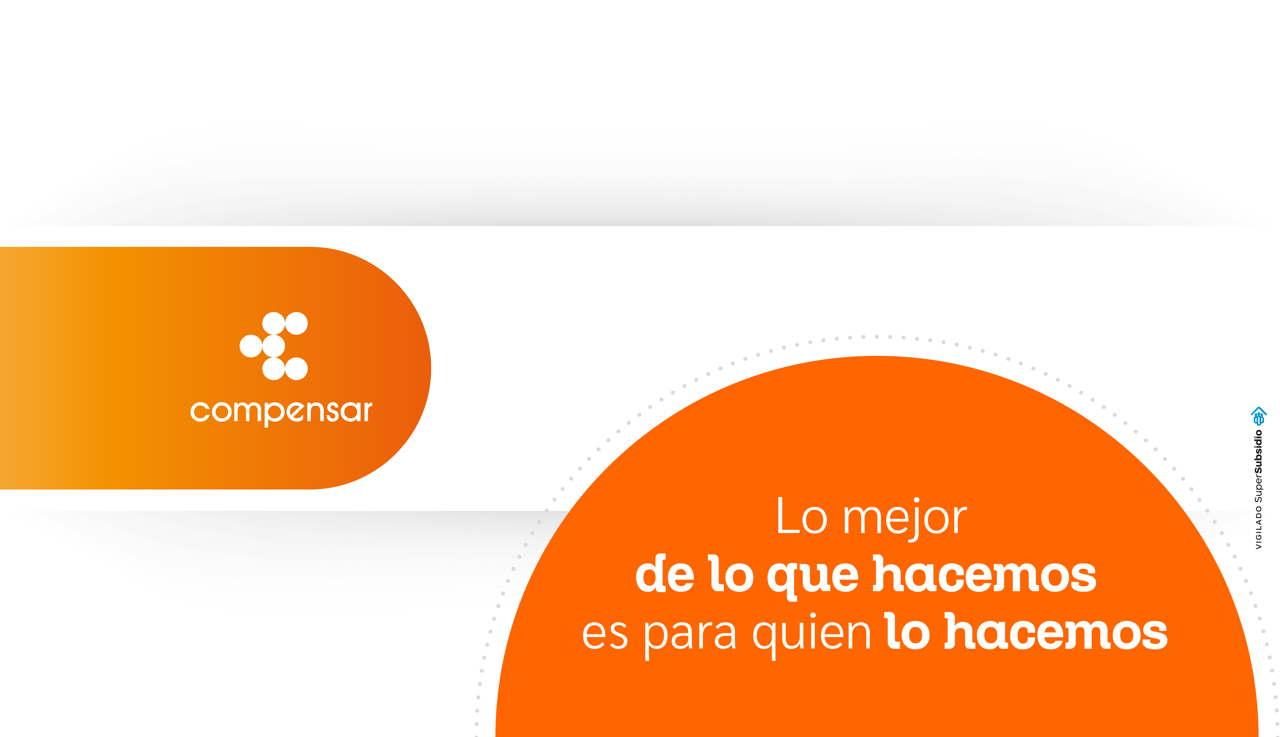 compensar
Lo mejor
de lo que hacemos
es para quien lo hacemos
VIGILADO SuperSubsidio